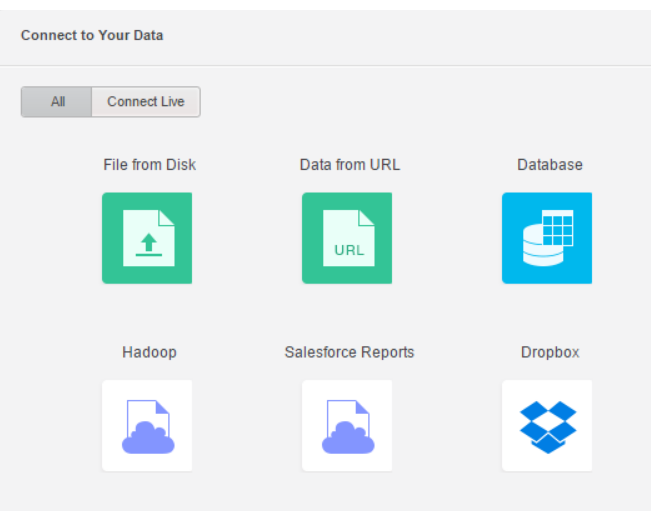 Connect to Your Data
All Connect Live
File from Disk Data from URL Database
URL
Hadoop Salesforce Reports Dropbox